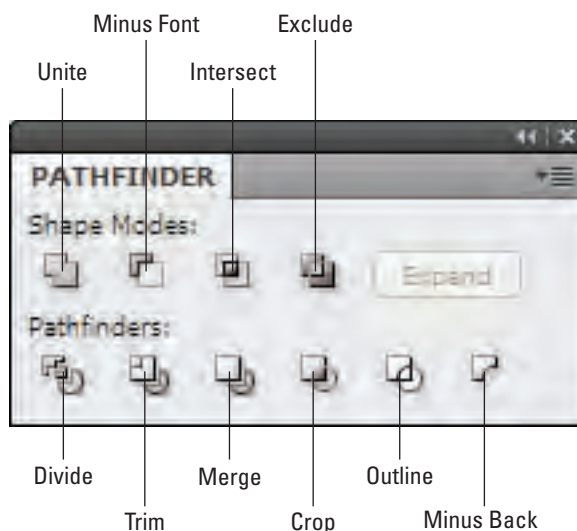 Minus Font Exclude
Unite Intersect
PATHFINDER
Shape Modes:
Expand
Pathfinders:
Divide Merge Outline
Trim Crop Minus Back